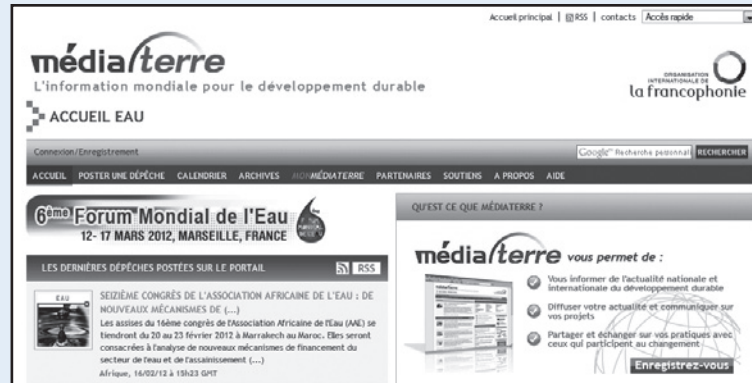 Accueil principal | RSS | contacts Accès rapide
médiaterre
L'information mondiale pour le développement durable
ORGANISATION
INTERNATIONALE DE
la francophonie
ACCUEIL EAU
Connexion/Enregistrement
Google™ Recherche personnal RECHERCHER
ACCUEIL POSTER UNE DÉPÊCHE CALENDRIER ARCHIVES MONMÉDIATERRE PARTENAIRES SOUTIENS A PROPOS AIDE
6ème Forum Mondial de l'Eau
12- 17 MARS 2012, MARSEILLE, FRANCE
LES DERNIÈRES DÉPÊCHES POSTÉES SUR LE PORTAIL RSS
EAU
SEIZIÈME CONGRÈS DE L'ASSOCIATION AFRICAINE DE L'EAU : DE
NOUVEAUX MÉCANISMES DE (...)
Les assises du 16ème congrès de l'Association Africaine de l'Eau (AAE) se
tiendront du 20 au 23 février 2012 à Marrakech au Maroc. Elles seront
consacrées à l'analyse de nouveaux mécanismes de financement du
secteur de l'eau et de l'assainissement (...)
Afrique, 16/02/12 à 15h23 GMT
QU'EST CE QUE MÉDIATERRE ?
médiaterre vous permet de :
Vous informer de l'actualité nationale et
internationale du développement durable
Diffuser votre actualité et communiquer sur
vos projets
Partager et échanger sur vos pratiques avec
ceux qui participent au changement
Enregistrez-vous